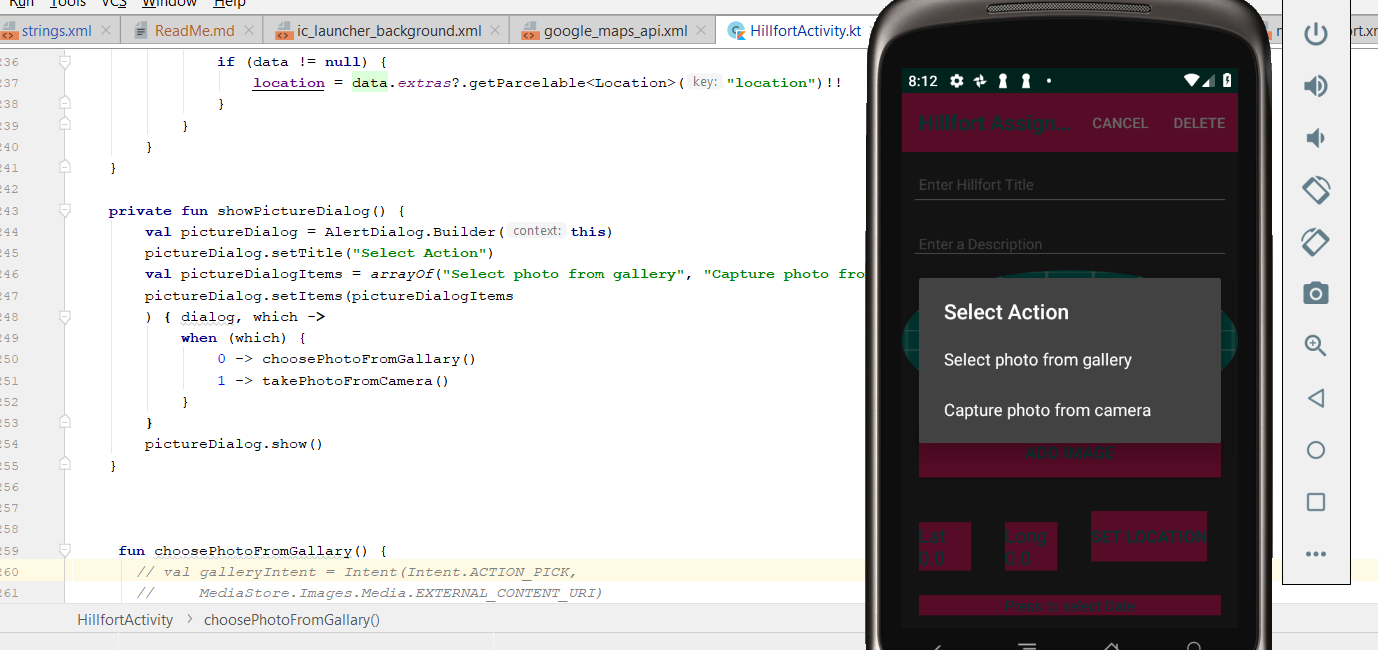 Run Tools VCS Window Help
strings.xml ReadMe.md ic_launcher_background.xml google_maps_api.xml HillfortActivity.kt
236 if (data != null) {
237 location = data.extras?.getParcelable<Location>( key: "location")!!
238 }
239 }
240 }
241 }
242
243 private fun showPictureDialog() {
244 val pictureDialog = AlertDialog.Builder( context: this)
245 pictureDialog.setTitle("Select Action")
246 val pictureDialogItems = arrayOf("Select photo from gallery", "Capture photo fro
247 pictureDialog.setItems(pictureDialogItems
248 ) { dialog, which ->
249 when (which) {
250 0 -> choosePhotoFromGallary()
251 1 -> takePhotoFromCamera()
252 }
253 }
254 pictureDialog.show()
255 }
256
257
258
259 fun choosePhotoFromGallary() {
260 // val galleryIntent = Intent(Intent.ACTION_PICK,
261 // MediaStore.Images.Media.EXTERNAL_CONTENT_URI)
HillfortActivity choosePhotoFromGallary()
8:12
Hillfort Assign... CANCEL DELETE
Enter Hillfort Title
Enter a Description
Select Action
Select photo from gallery
Capture photo from camera
ADD IMAGE
Lat Long SET LOCATION
0.0 0.0
Press to select Date